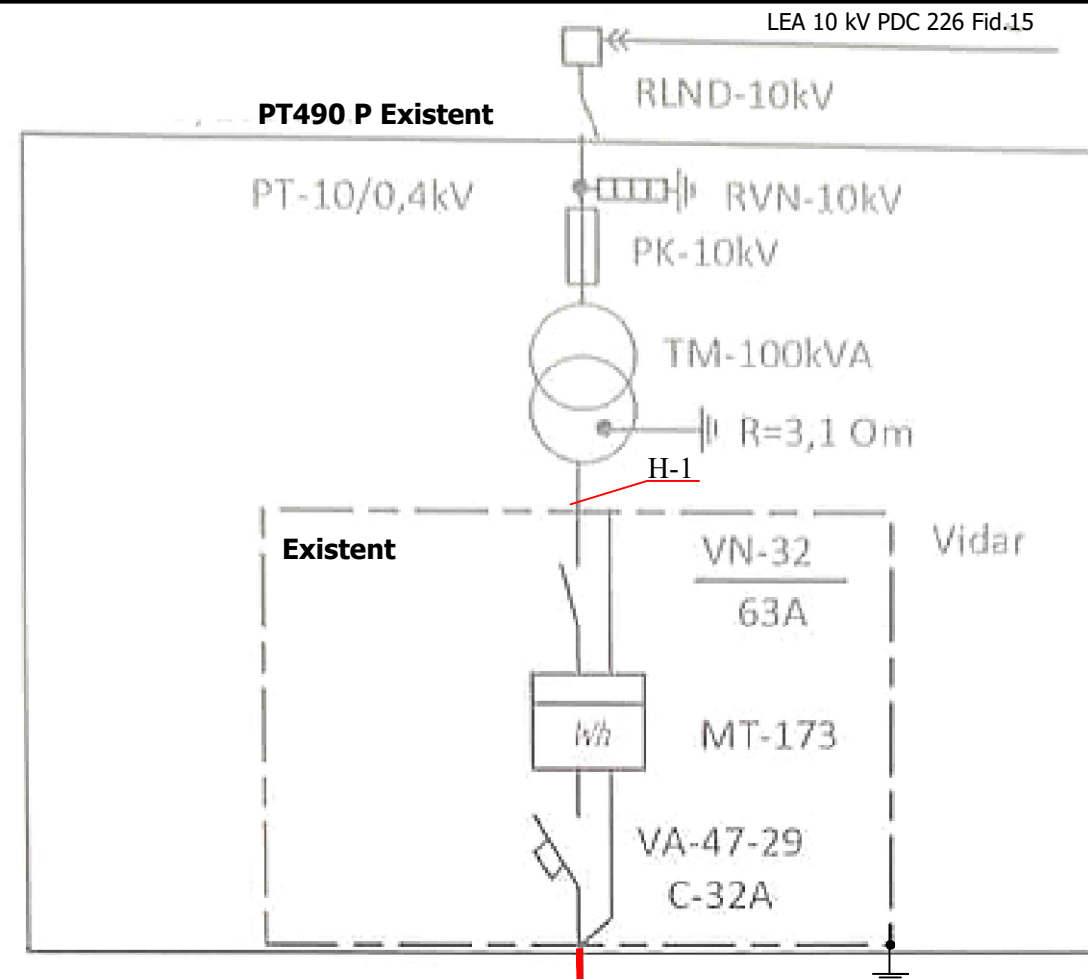 LEA 10 kV PDC 226 Fid.15
RLND-10kV
PT490 P Existent
PT-10/0,4kV
RVN-10kV
PK-10kV
TM-100kVA
R=3,1 Om
H-1
Existent
VN-32
63A
Vidar
Wh
MT-173
VA-47-29
C-32A